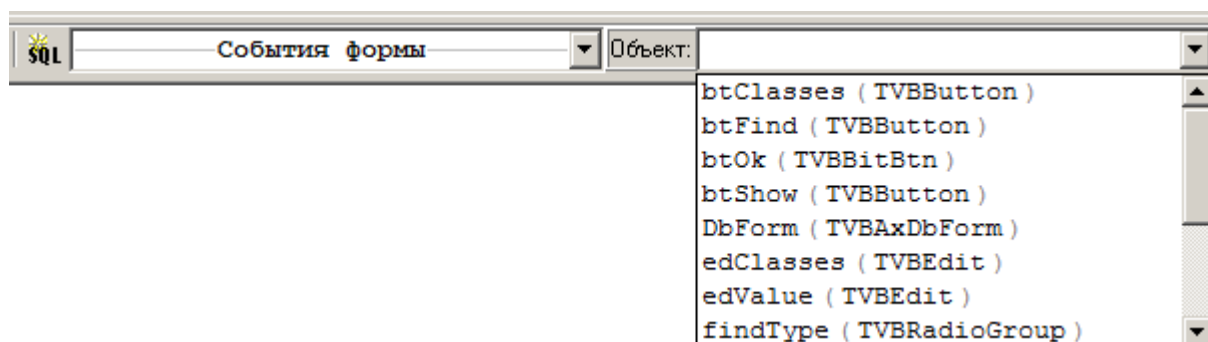 SQL События формы Объект:
btClasses (TVBButton)
btFind (TVBButton)
btOk (TVBBitBtn)
btShow (TVBButton)
DbForm (TVBAxDbForm)
edClasses (TVBEdit)
edValue (TVBEdit)
findType (TVBRadioGroup)